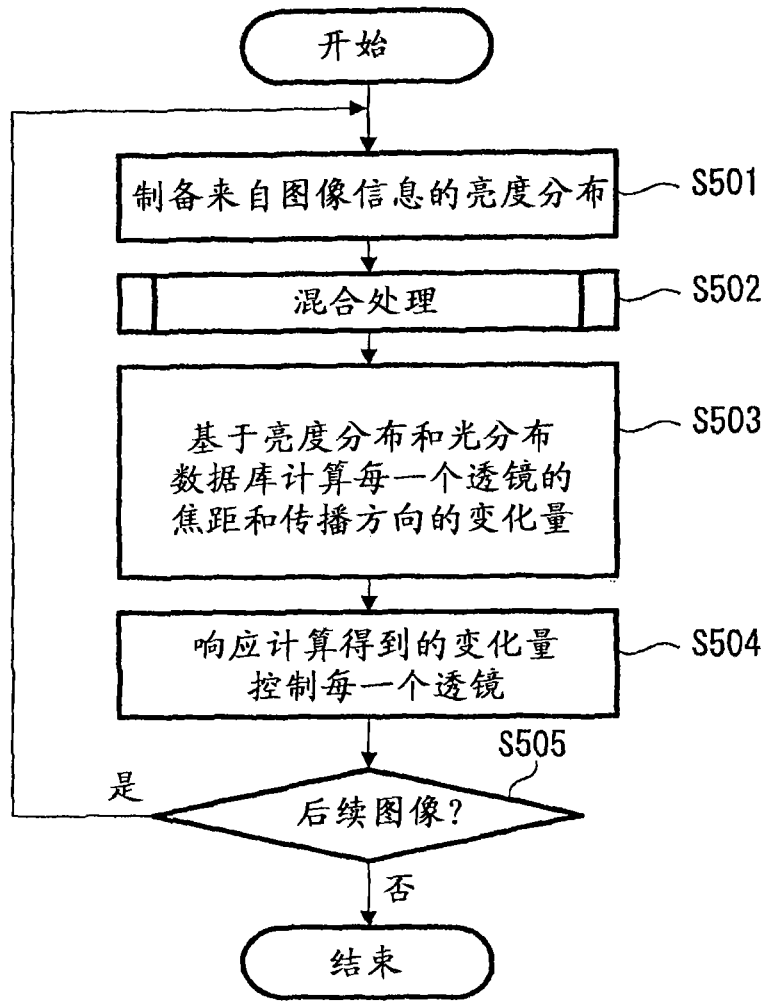 开始
制备来自图像信息的亮度分布
S501
混合处理
S502
基于亮度分布和光分布
数据库计算每一个透镜的
焦距和传播方向的变化量
S503
响应计算得到的变化量
控制每一个透镜
S504
S505
后续图像?
是
否
结束